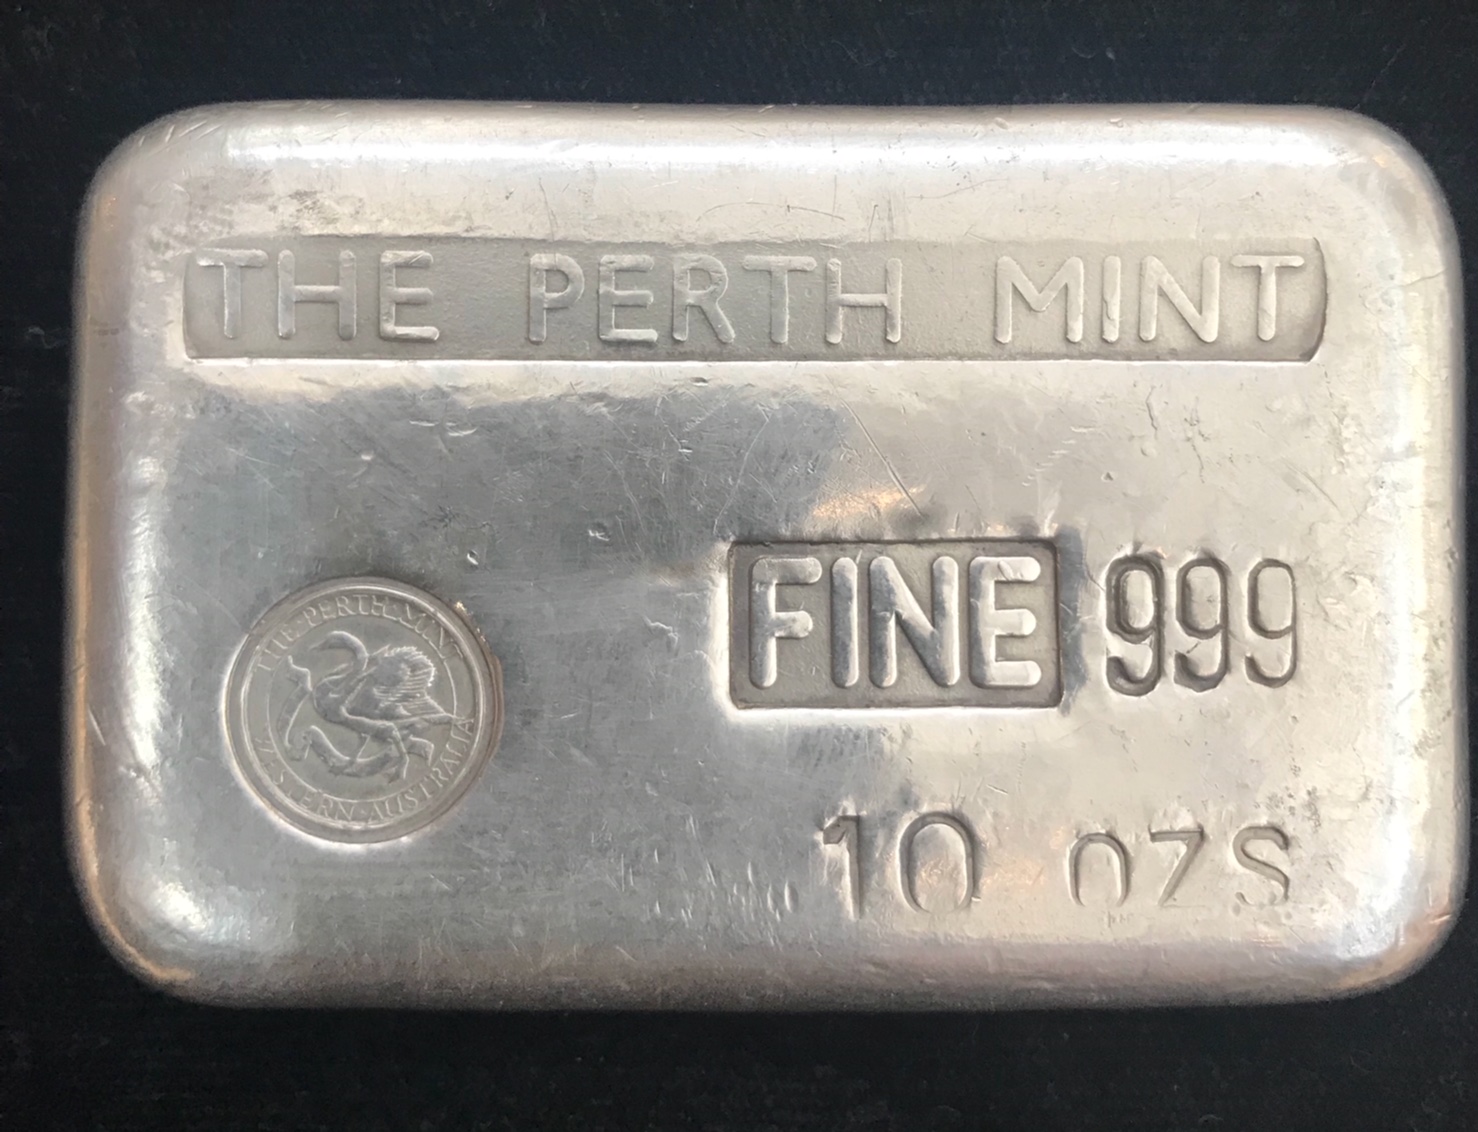 THE PERTH MINT
FINE 999
THE·PERTH·MINT
WESTERN·AUSTRALIA
10 ozs